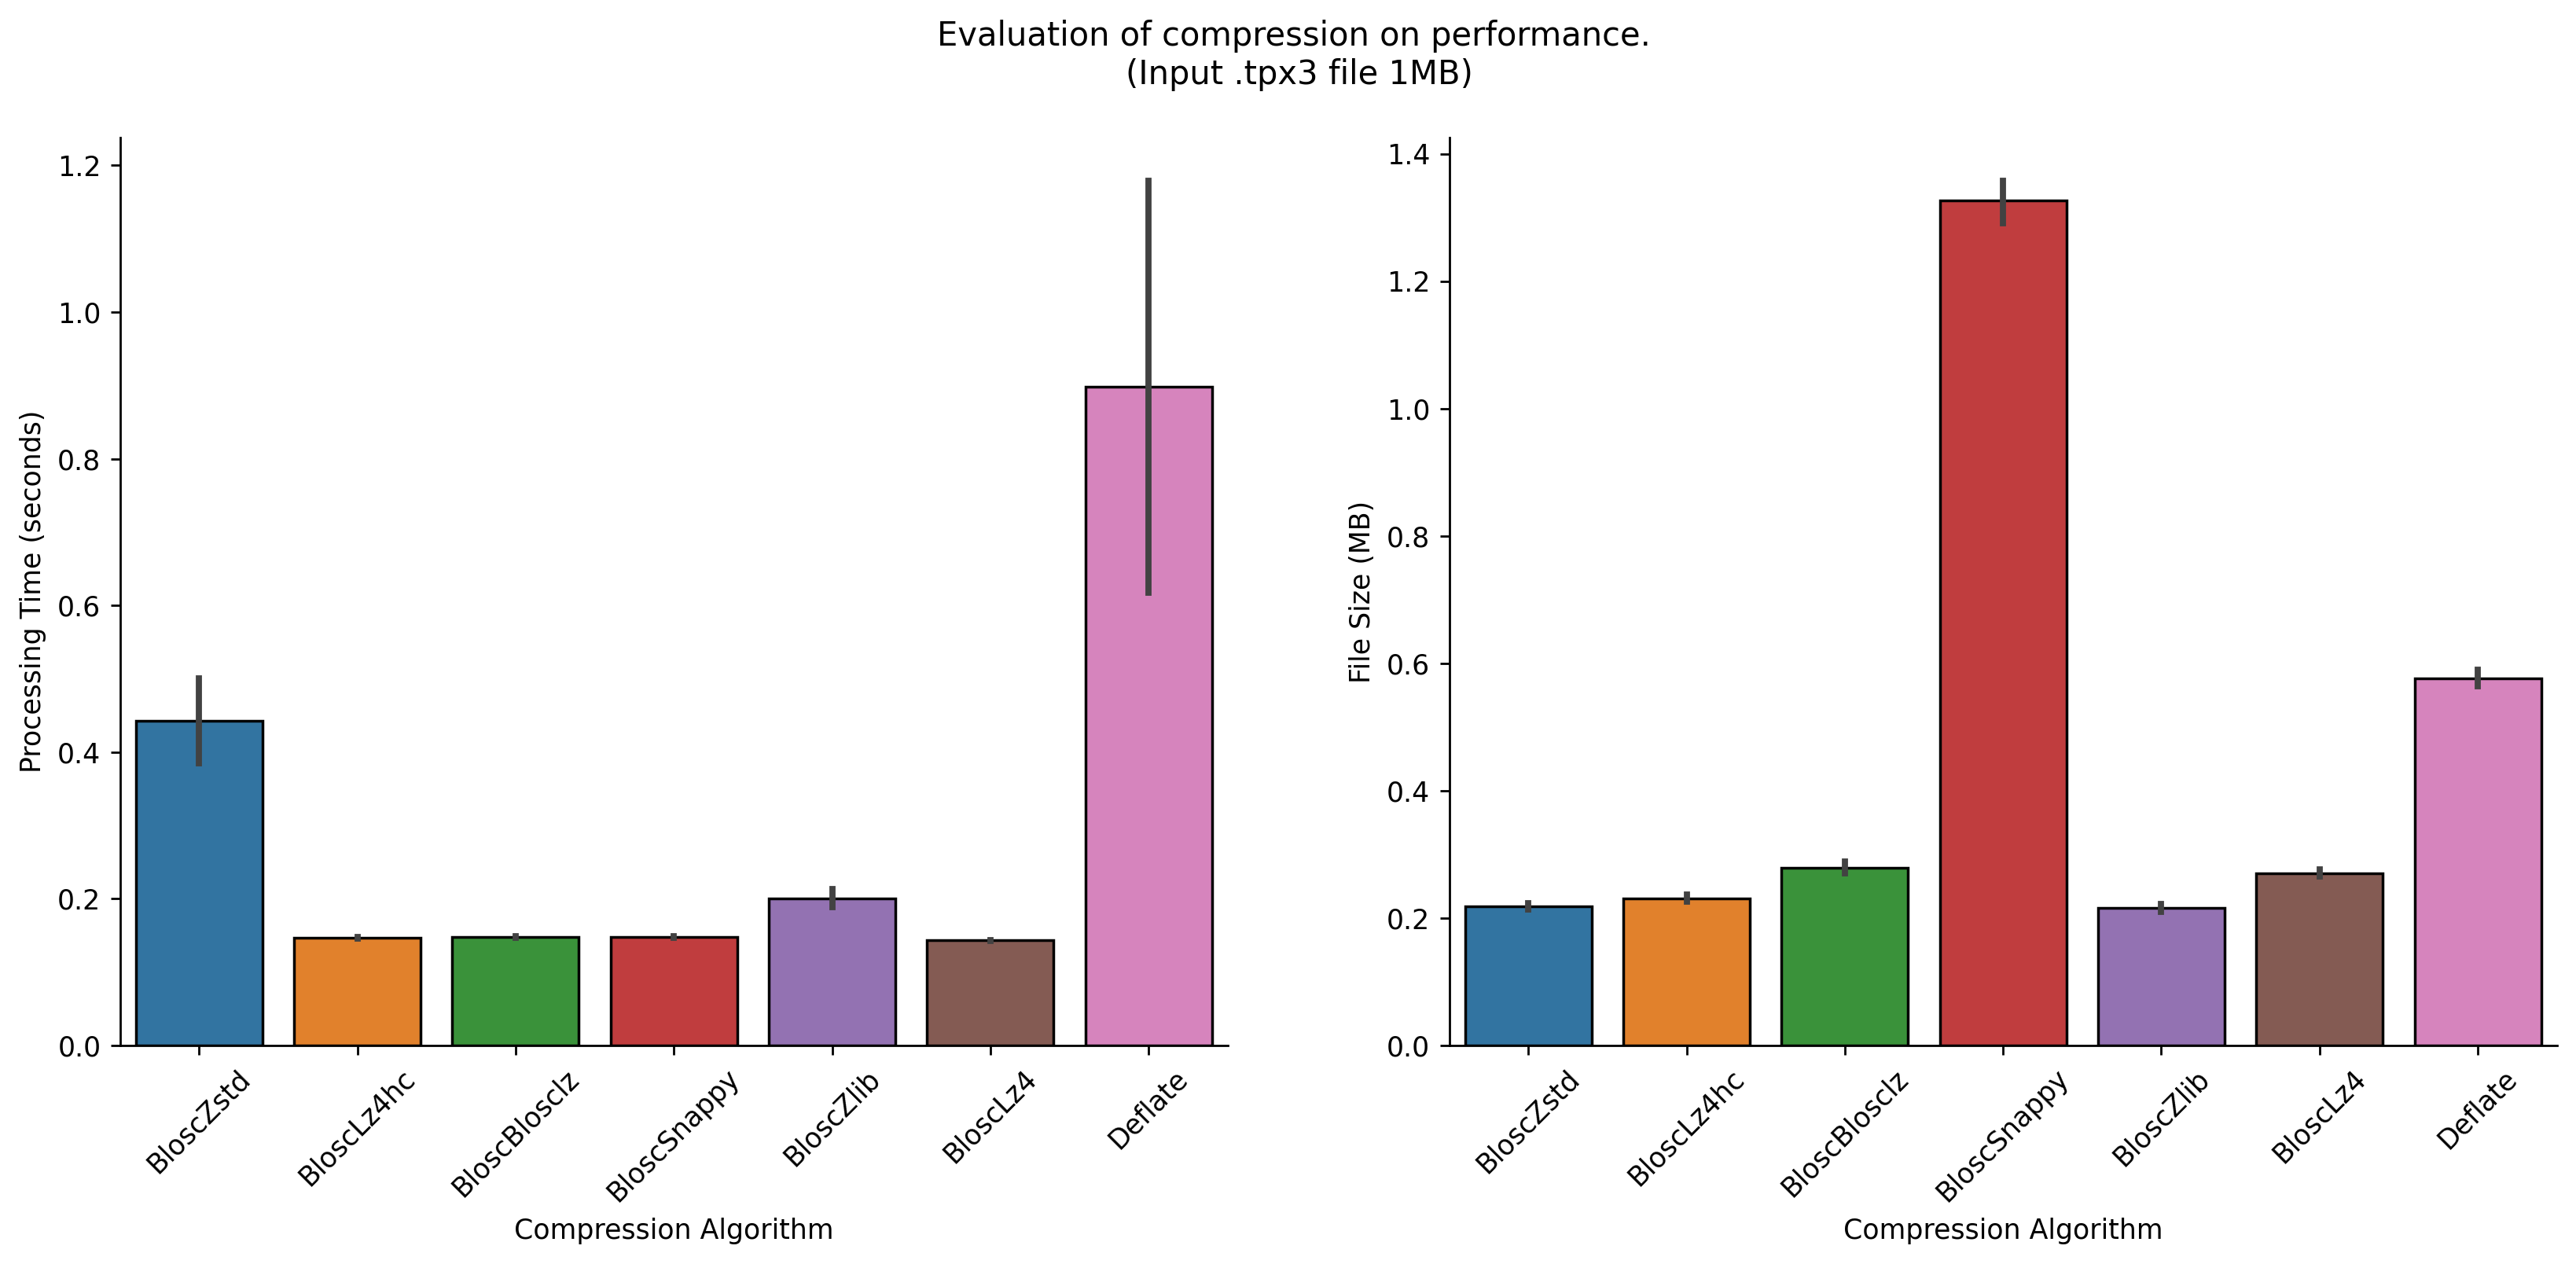 Evaluation of compression on performance.
(Input .tpx3 file 1MB)
Processing Time (seconds)
1.2
1.0
0.8
0.6
0.4
0.2
0.0
BloscZstd
BloscLz4hc
BloscBlosclz
BloscSnappy
BloscZlib
BloscLz4
Deflate
Compression Algorithm
File Size (MB)
1.4
1.2
1.0
0.8
0.6
0.4
0.2
0.0
BloscZstd
BloscLz4hc
BloscBlosclz
BloscSnappy
BloscZlib
BloscLz4
Deflate
Compression Algorithm